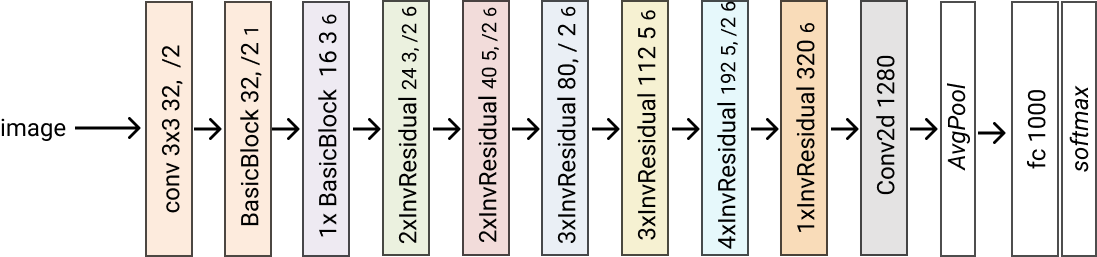 image
conv 3x3 32, /2
BasicBlock 32, /2 1
1x BasicBlock 16 3 6
2xInvResidual 24 3, /2 6
2xInvResidual 40 5, /2 6
3xInvResidual 80, / 2 6
3xInvResidual 112 5 6
4xInvResidual 192 5, /2 6
1xInvResidual 320 6
Conv2d 1280
AvgPool
fc 1000
softmax